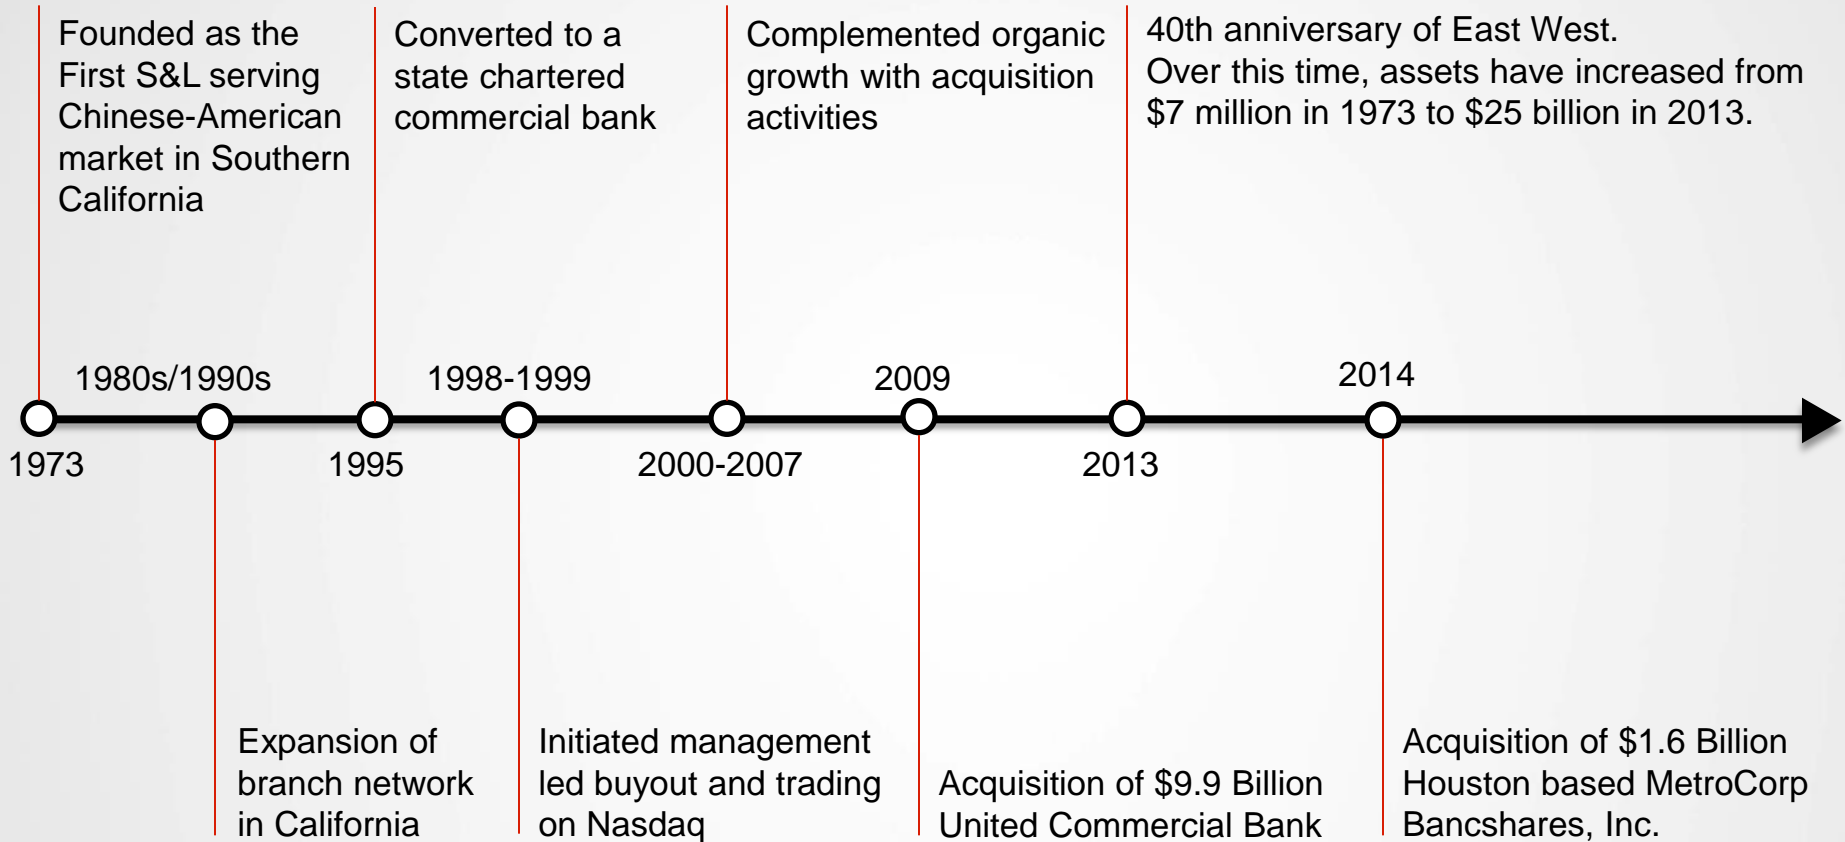 Founded as the
First S&L serving
Chinese-American
market in Southern
California
Converted to a
state chartered
commercial bank
Complemented organic
growth with acquisition
activities
40th anniversary of East West.
Over this time, assets have increased from
$7 million in 1973 to $25 billion in 2013.
1980s/1990s
1998-1999
2009
2014
1973
1995
2000-2007
2013
Expansion of
branch network
in California
Initiated management
led buyout and trading
on Nasdaq
Acquisition of $9.9 Billion
United Commercial Bank
Acquisition of $1.6 Billion
Houston based MetroCorp
Bancshares, Inc.